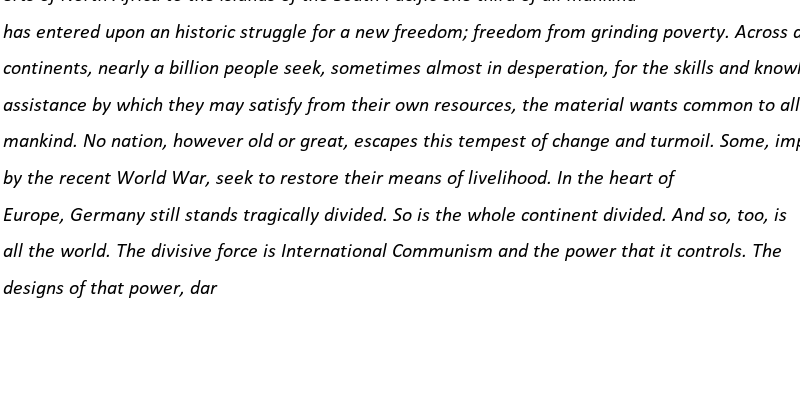 of North Africa to the islands of the South Pacific one third of all mankind
has entered upon an historic struggle for a new freedom; freedom from grinding poverty. Across
continents, nearly a billion people seek, sometimes almost in desperation, for the skills and
assistance by which they may satisfy from their own resources, the material wants common to all
mankind. No nation, however old or great, escapes this tempest of change and turmoil. Some,
by the recent World War, seek to restore their means of livelihood. In the heart of
Europe, Germany still stands tragically divided. So is the whole continent divided. And so, too, is
all the world. The divisive force is International Communism and the power that it controls. The
designs of that power, dar